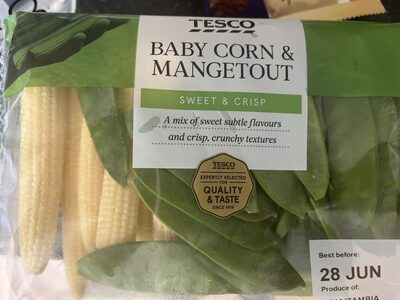 TESCO
BABY CORN &
MANGETOUT
SWEET & CRISP
A mix of sweet subtle flavours
and crisp, crunchy textures
TESCO
EXPERTLY SELECTED
FOR
QUALITY
& TASTE
SINCE 1919
Best before:
28 JUN
Produce of: